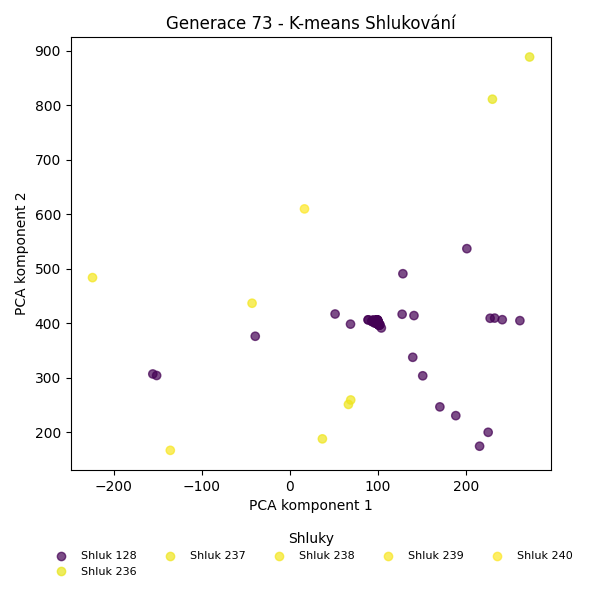 Generace 73 - K-means Shlukování
PCA komponent 2
900
800
700
600
500
400
300
200
−200 −100 0 100 200
PCA komponent 1
Shluky
Shluk 128 Shluk 237 Shluk 238 Shluk 239 Shluk 240
Shluk 236